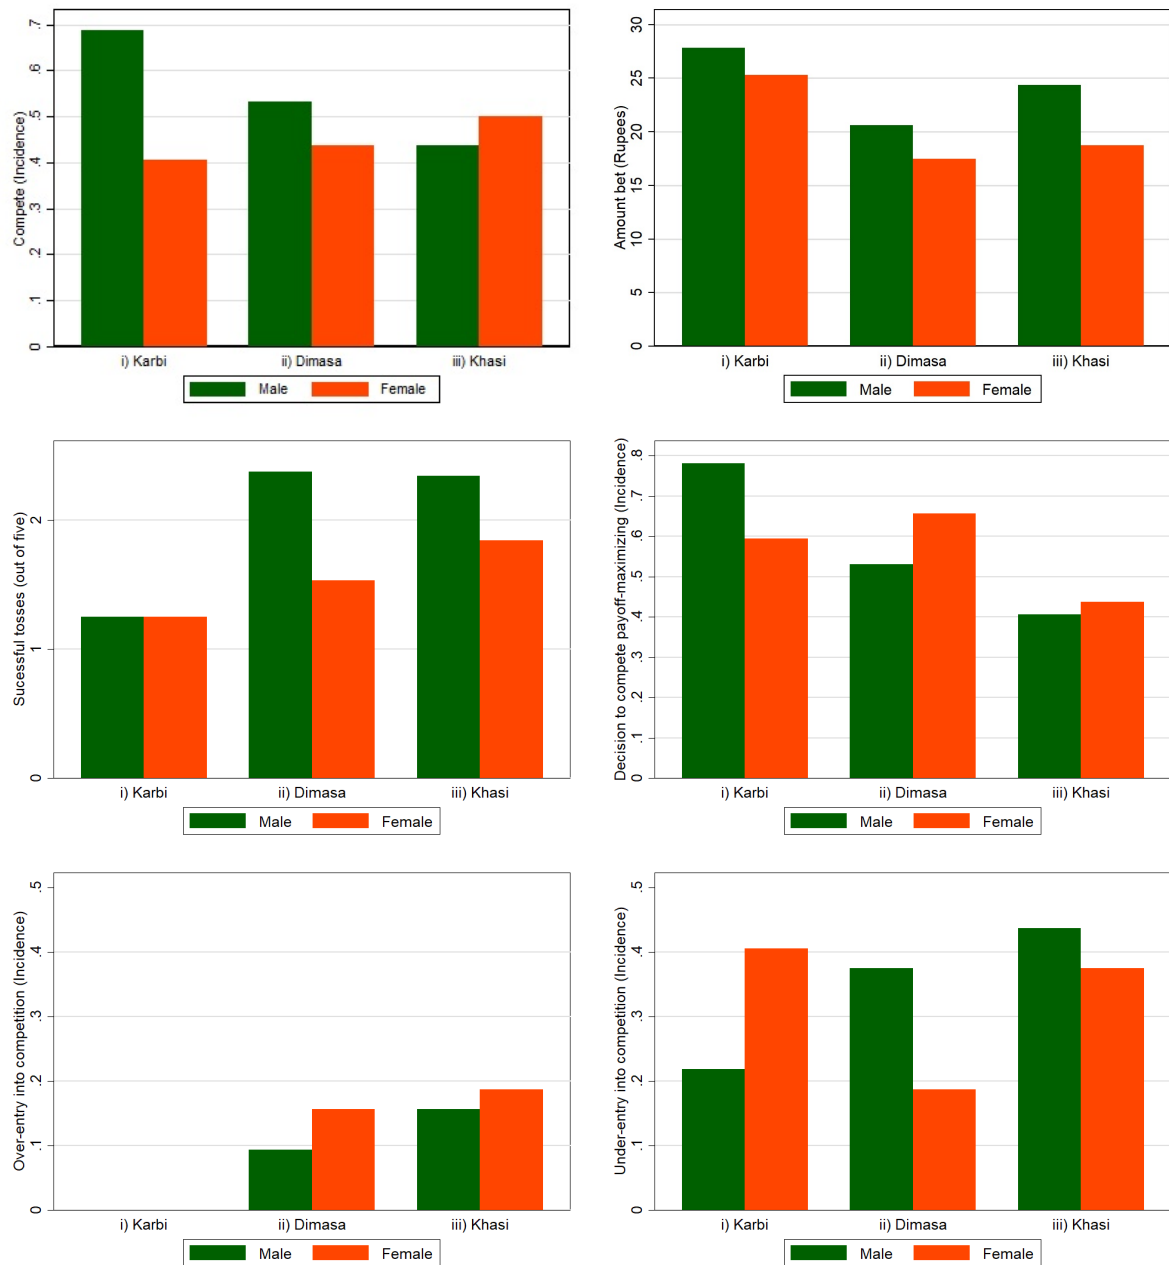 Compete (Incidence)
.7
.6
.5
.4
.3
.2
.1
0
i) Karbi
ii) Dimasa
iii) Khasi
Male
Female
Amount bet (Rupees)
30
25
20
15
10
5
0
i) Karbi
ii) Dimasa
iii) Khasi
Male
Female
Sucessful tosses (out of five)
2
1
0
i) Karbi
ii) Dimasa
iii) Khasi
Male
Female
Decision to compete payoff-maximizing (Incidence)
.8
.7
.6
.5
.4
.3
.2
.1
0
i) Karbi
ii) Dimasa
iii) Khasi
Male
Female
Over-entry into competition (Incidence)
.5
.4
.3
.2
.1
0
i) Karbi
ii) Dimasa
iii) Khasi
Male
Female
Under-entry into competition (Incidence)
.5
.4
.3
.2
.1
0
i) Karbi
ii) Dimasa
iii) Khasi
Male
Female